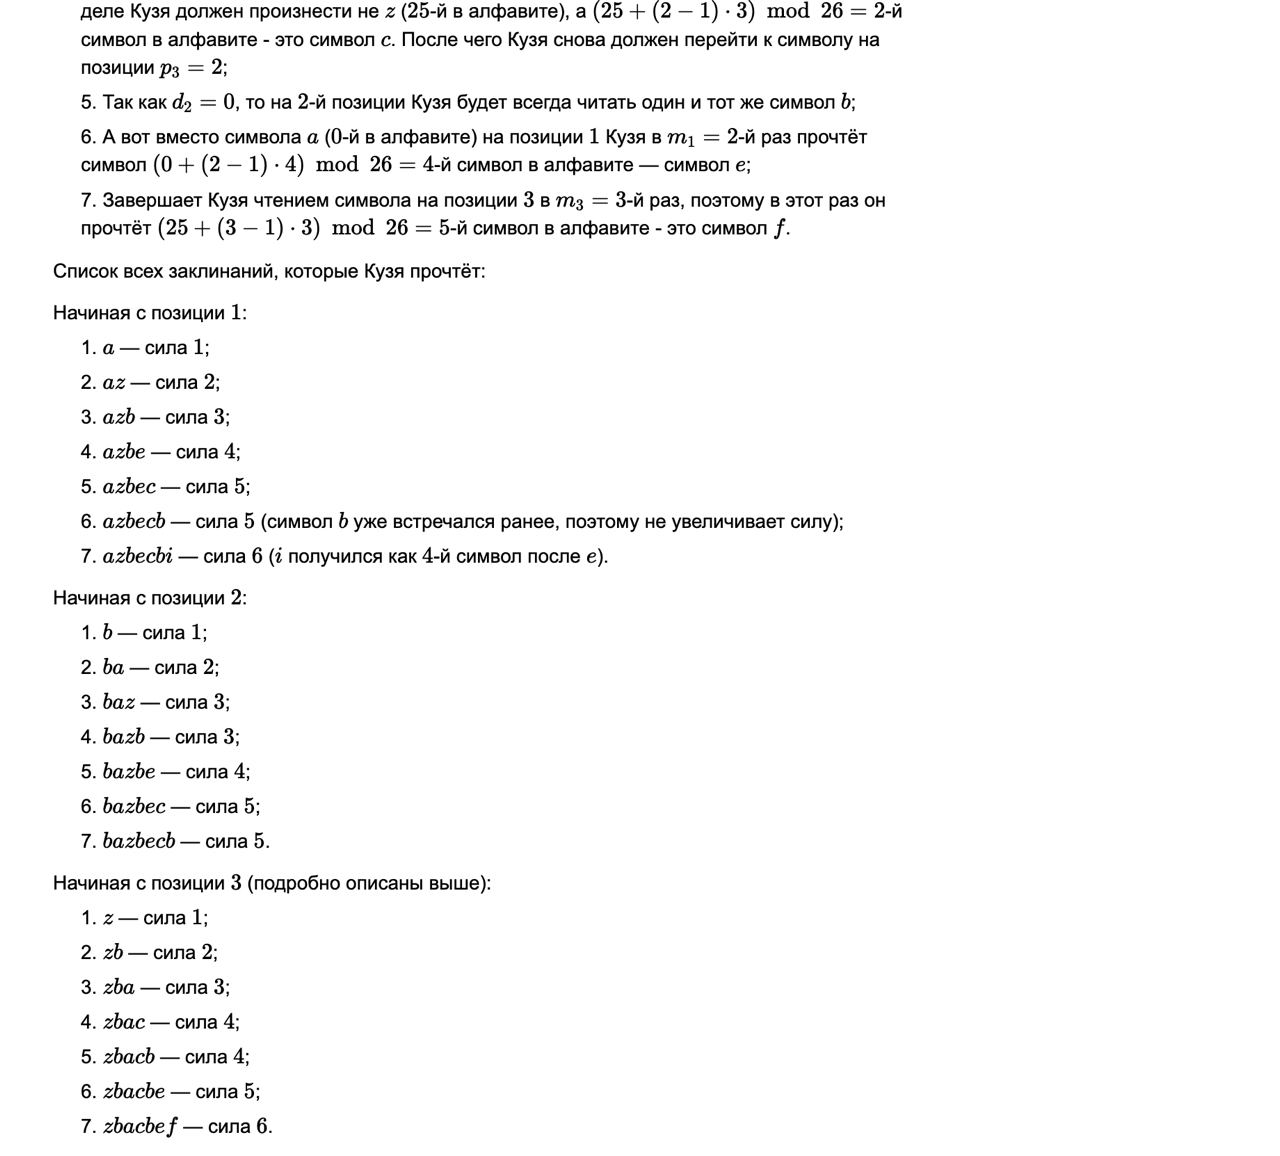 деле Кузя должен произнести не z (25-й в алфавите), а (25 + (2 − 1) · 3) mod 26 = 2-й
символ в алфавите - это символ c. После чего Кузя снова должен перейти к символу на
позиции p₃ = 2;
5. Так как d₂ = 0, то на 2-й позиции Кузя будет всегда читать один и тот же символ b;
6. А вот вместо символа a (0-й в алфавите) на позиции 1 Кузя в m₁ = 2-й раз прочтёт
символ (0 + (2 − 1) · 4) mod 26 = 4-й символ в алфавите — символ e;
7. Завершает Кузя чтением символа на позиции 3 в m₃ = 3-й раз, поэтому в этот раз он
прочтёт (25 + (3 − 1) · 3) mod 26 = 5-й символ в алфавите - это символ f.
Список всех заклинаний, которые Кузя прочтёт:
Начиная с позиции 1:
1. a — сила 1;
2. az — сила 2;
3. azb — сила 3;
4. azbe — сила 4;
5. azbec — сила 5;
6. azbecb — сила 5 (символ b уже встречался ранее, поэтому не увеличивает силу);
7. azbecbi — сила 6 (i получился как 4-й символ после e).
Начиная с позиции 2:
1. b — сила 1;
2. ba — сила 2;
3. baz — сила 3;
4. bazb — сила 3;
5. bazbe — сила 4;
6. bazbec — сила 5;
7. bazbecb — сила 5.
Начиная с позиции 3 (подробно описаны выше):
1. z — сила 1;
2. zb — сила 2;
3. zba — сила 3;
4. zbac — сила 4;
5. zbacb — сила 4;
6. zbacbe — сила 5;
7. zbacbef — сила 6.